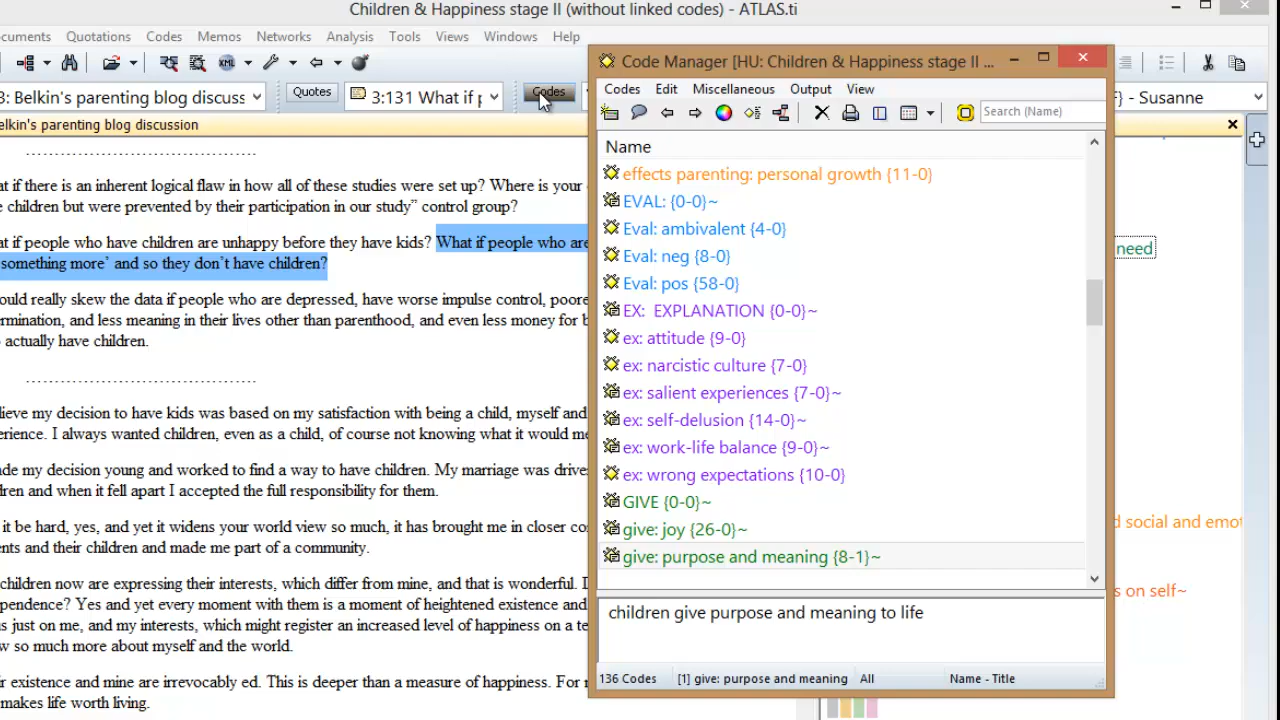 Children & Happiness stage II (without linked codes) - ATLAS.ti
cuments Quotations Codes Memos Networks Analysis Tools Views Windows Help
3: Belkin's parenting blog discuss Quotes 3:131 What if p Codes
} - Susanne
elkin's parenting blog discussion
at if there is an inherent logical flaw in how all of these studies were set up? Where is your
e children but were prevented by their participation in our study” control group?
at if people who have children are unhappy before they have kids? What if people who are
something more’ and so they don’t have children?
ould really skew the data if people who are depressed, have worse impulse control, poore
rmination, and less meaning in their lives other than parenthood, and even less money for b
actually have children.
ieve my decision to have kids was based on my satisfaction with being a child, myself and
erience. I always wanted children, even as a child, of course not knowing what it would me
de my decision young and worked to find a way to have children. My marriage was drive
dren and when it fell apart I accepted the full responsibility for them.
it be hard, yes, and yet it widens your world view so much, it has brought me in closer co
ents and their children and made me part of a community.
children now are expressing their interests, which differ from mine, and that is wonderful. I
pendence? Yes and yet every moment with them is a moment of heightened existence and
s just on me, and my interests, which might register an increased level of happiness on a te
w so much more about myself and the world.
r existence and mine are irrevocably ed. This is deeper than a measure of happiness. For
makes life worth living.
Code Manager [HU: Children & Happiness stage II ...
Codes Edit Miscellaneous Output View
Search (Name)
Name
effects parenting: personal growth {11-0}
EVAL: {0-0}~
Eval: ambivalent {4-0}
Eval: neg {8-0}
Eval: pos {58-0}
EX: EXPLANATION {0-0}~
ex: attitude {9-0}
ex: narcistic culture {7-0}
ex: salient experiences {7-0}~
ex: self-delusion {14-0}~
ex: work-life balance {9-0}~
ex: wrong expectations {10-0}
GIVE {0-0}~
give: joy {26-0}~
give: purpose and meaning {8-1}~
children give purpose and meaning to life
136 Codes [1] give: purpose and meaning All Name - Title
need
d social and emot
s on self~